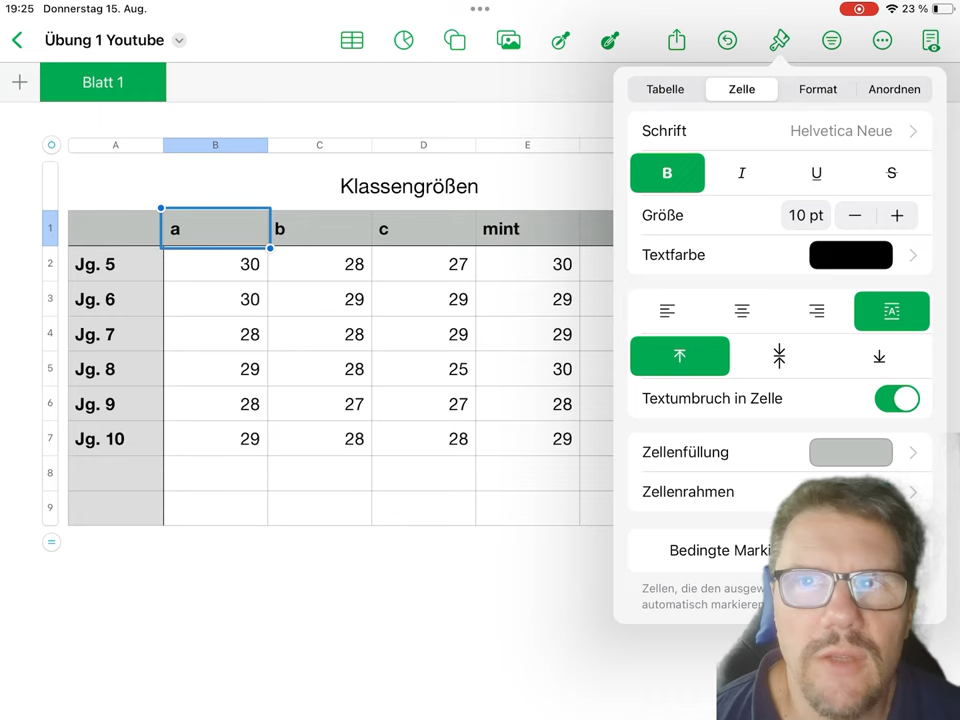 19:25 Donnerstag 15. Aug.
23 %
Übung 1 Youtube
Blatt 1
Tabelle Zelle Format Anordnen
Schrift Helvetica Neue
B I U S
Größe 10 pt
Textfarbe
A
Textumbruch in Zelle
Zellenfüllung
Zellenrahmen
Bedingte Marki
Zellen, die den ausgew
automatisch markieren
A B C D E
Klassengrößen
1 a b c mint
2 Jg. 5 30 28 27 30
3 Jg. 6 30 29 29 29
4 Jg. 7 28 28 29 29
5 Jg. 8 29 28 25 30
6 Jg. 9 28 27 27 28
7 Jg. 10 29 28 28 29
8
9